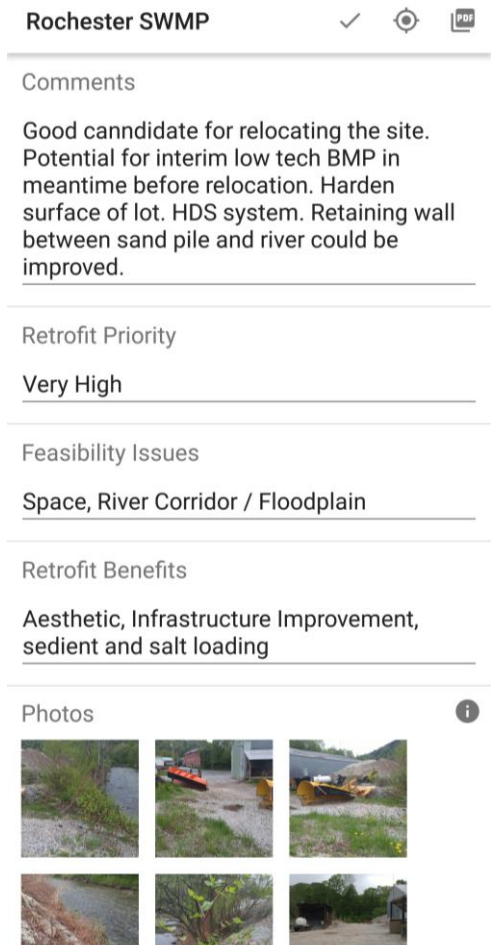 Rochester SWMP
PDF
Comments
Good canndidate for relocating the site.
Potential for interim low tech BMP in
meantime before relocation. Harden
surface of lot. HDS system. Retaining wall
between sand pile and river could be
improved.
Retrofit Priority
Very High
Feasibility Issues
Space, River Corridor / Floodplain
Retrofit Benefits
Aesthetic, Infrastructure Improvement,
sedient and salt loading
Photos